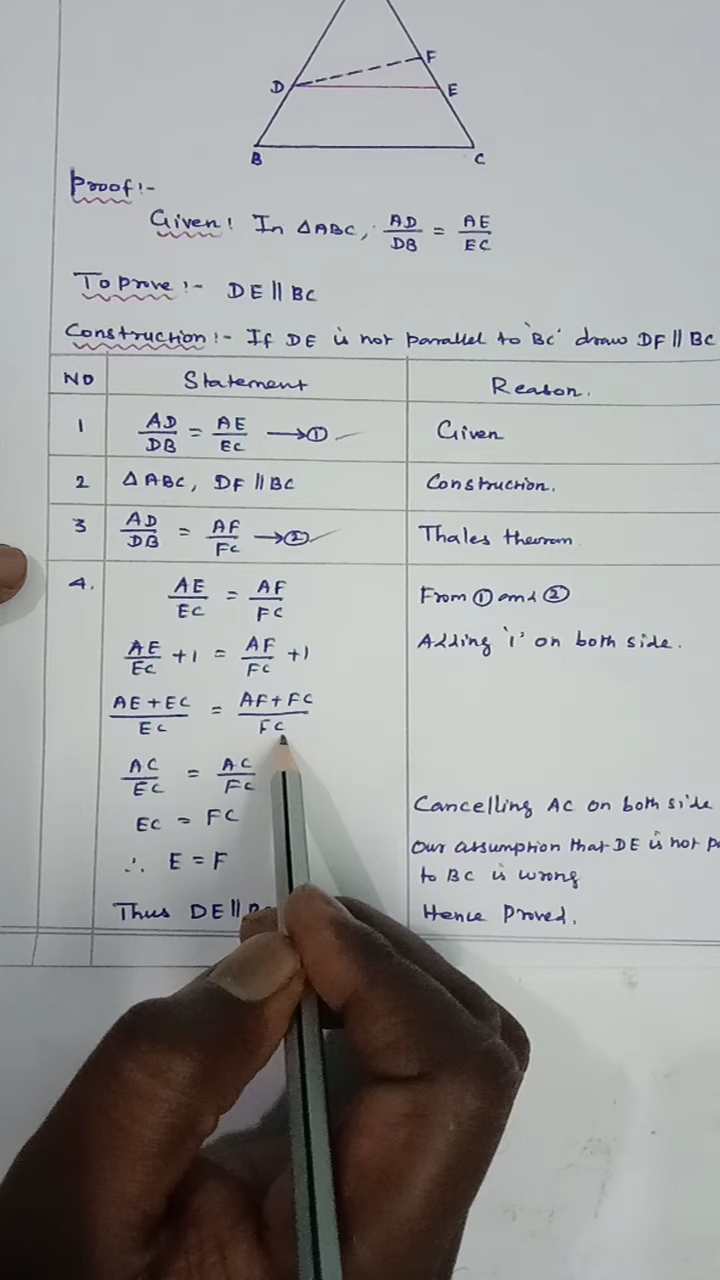 F
D
E
B
C
Proof:-
Given: In ΔABC, AD/DB = AE/EC
To prove:- DE || BC
Construction:- If DE is not parallel to 'BC' draw DF || BC
NO Statement Reason.
1 AD/DB = AE/EC → ① Given
2 ΔABC, DF || BC Construction.
3 AD/DB = AF/FC → ② Thales theorem
4. AE/EC = AF/FC From ① and ②
AE/EC + 1 = AF/FC + 1 Adding '1' on both side.
AE+EC/EC = AF+FC/FC
AC/EC = AC/FC
Cancelling AC on both side
EC = FC
Our assumption that DE is not
∴ E = F
to BC is wrong
Thus DE || Hence Proved.